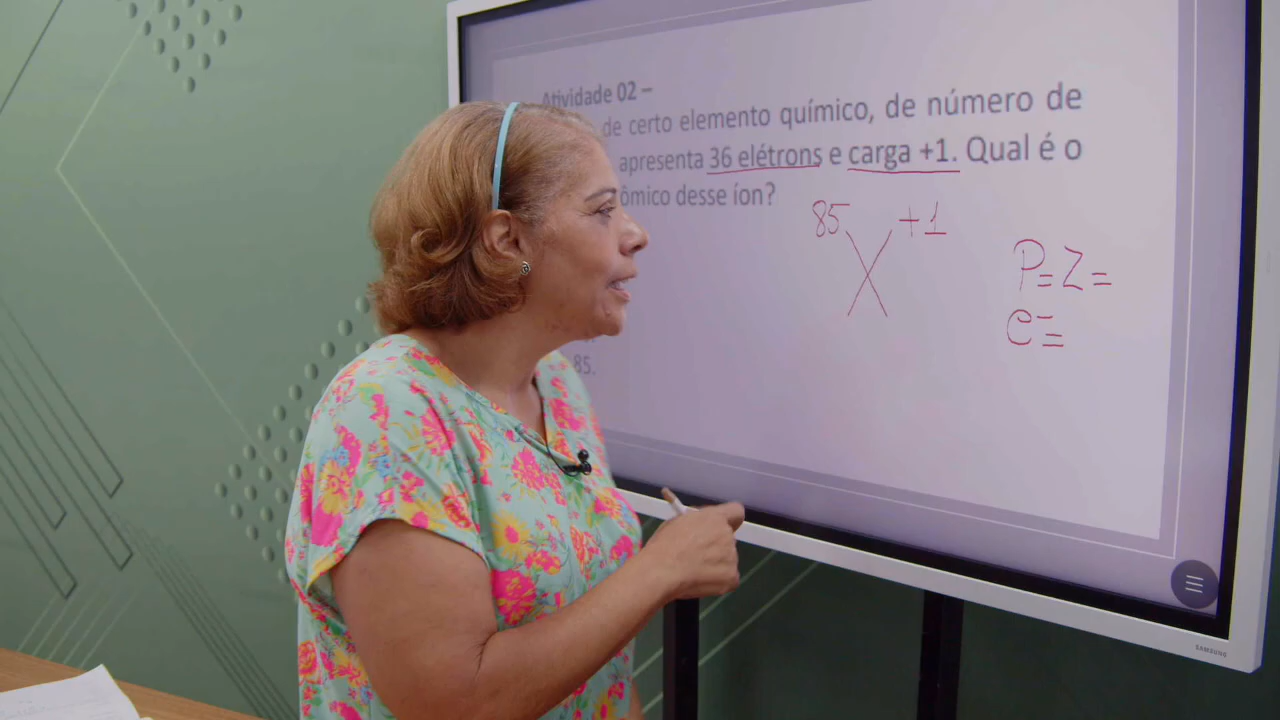 Atividade 02 –
de certo elemento químico, de número de
apresenta 36 elétrons e carga +1. Qual é o
ômico desse íon?
85 +1
X
P = Z =
e⁻ =
85.
SAMSUNG